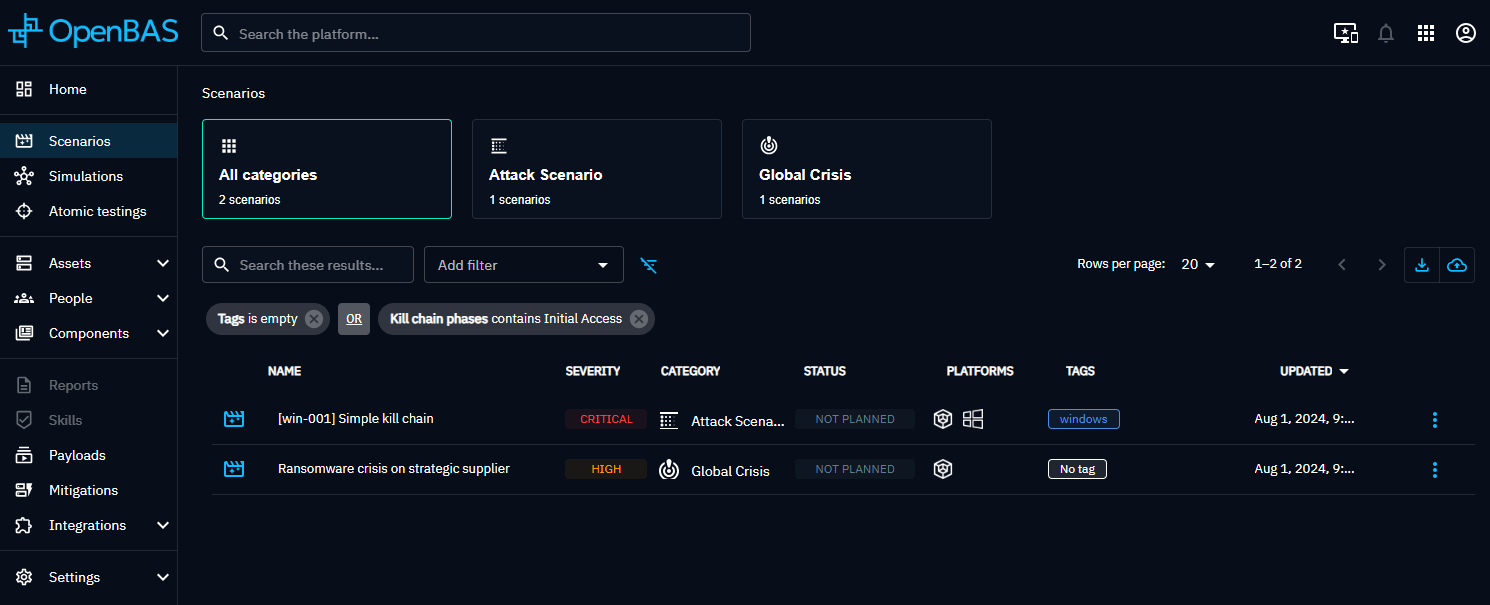 OpenBAS
Search the platform...
Home
Scenarios
Simulations
Atomic testings
Assets
People
Components
Reports
Skills
Payloads
Mitigations
Integrations
Settings
Scenarios
All categories
2 scenarios
Attack Scenario
1 scenarios
Global Crisis
1 scenarios
Search these results...
Add filter
Rows per page: 20
1–2 of 2
Tags is empty OR Kill chain phases contains Initial Access
NAME SEVERITY CATEGORY STATUS PLATFORMS TAGS UPDATED
[win-001] Simple kill chain CRITICAL Attack Scena... NOT PLANNED windows Aug 1, 2024, 9:...
Ransomware crisis on strategic supplier HIGH Global Crisis NOT PLANNED No tag Aug 1, 2024, 9:...